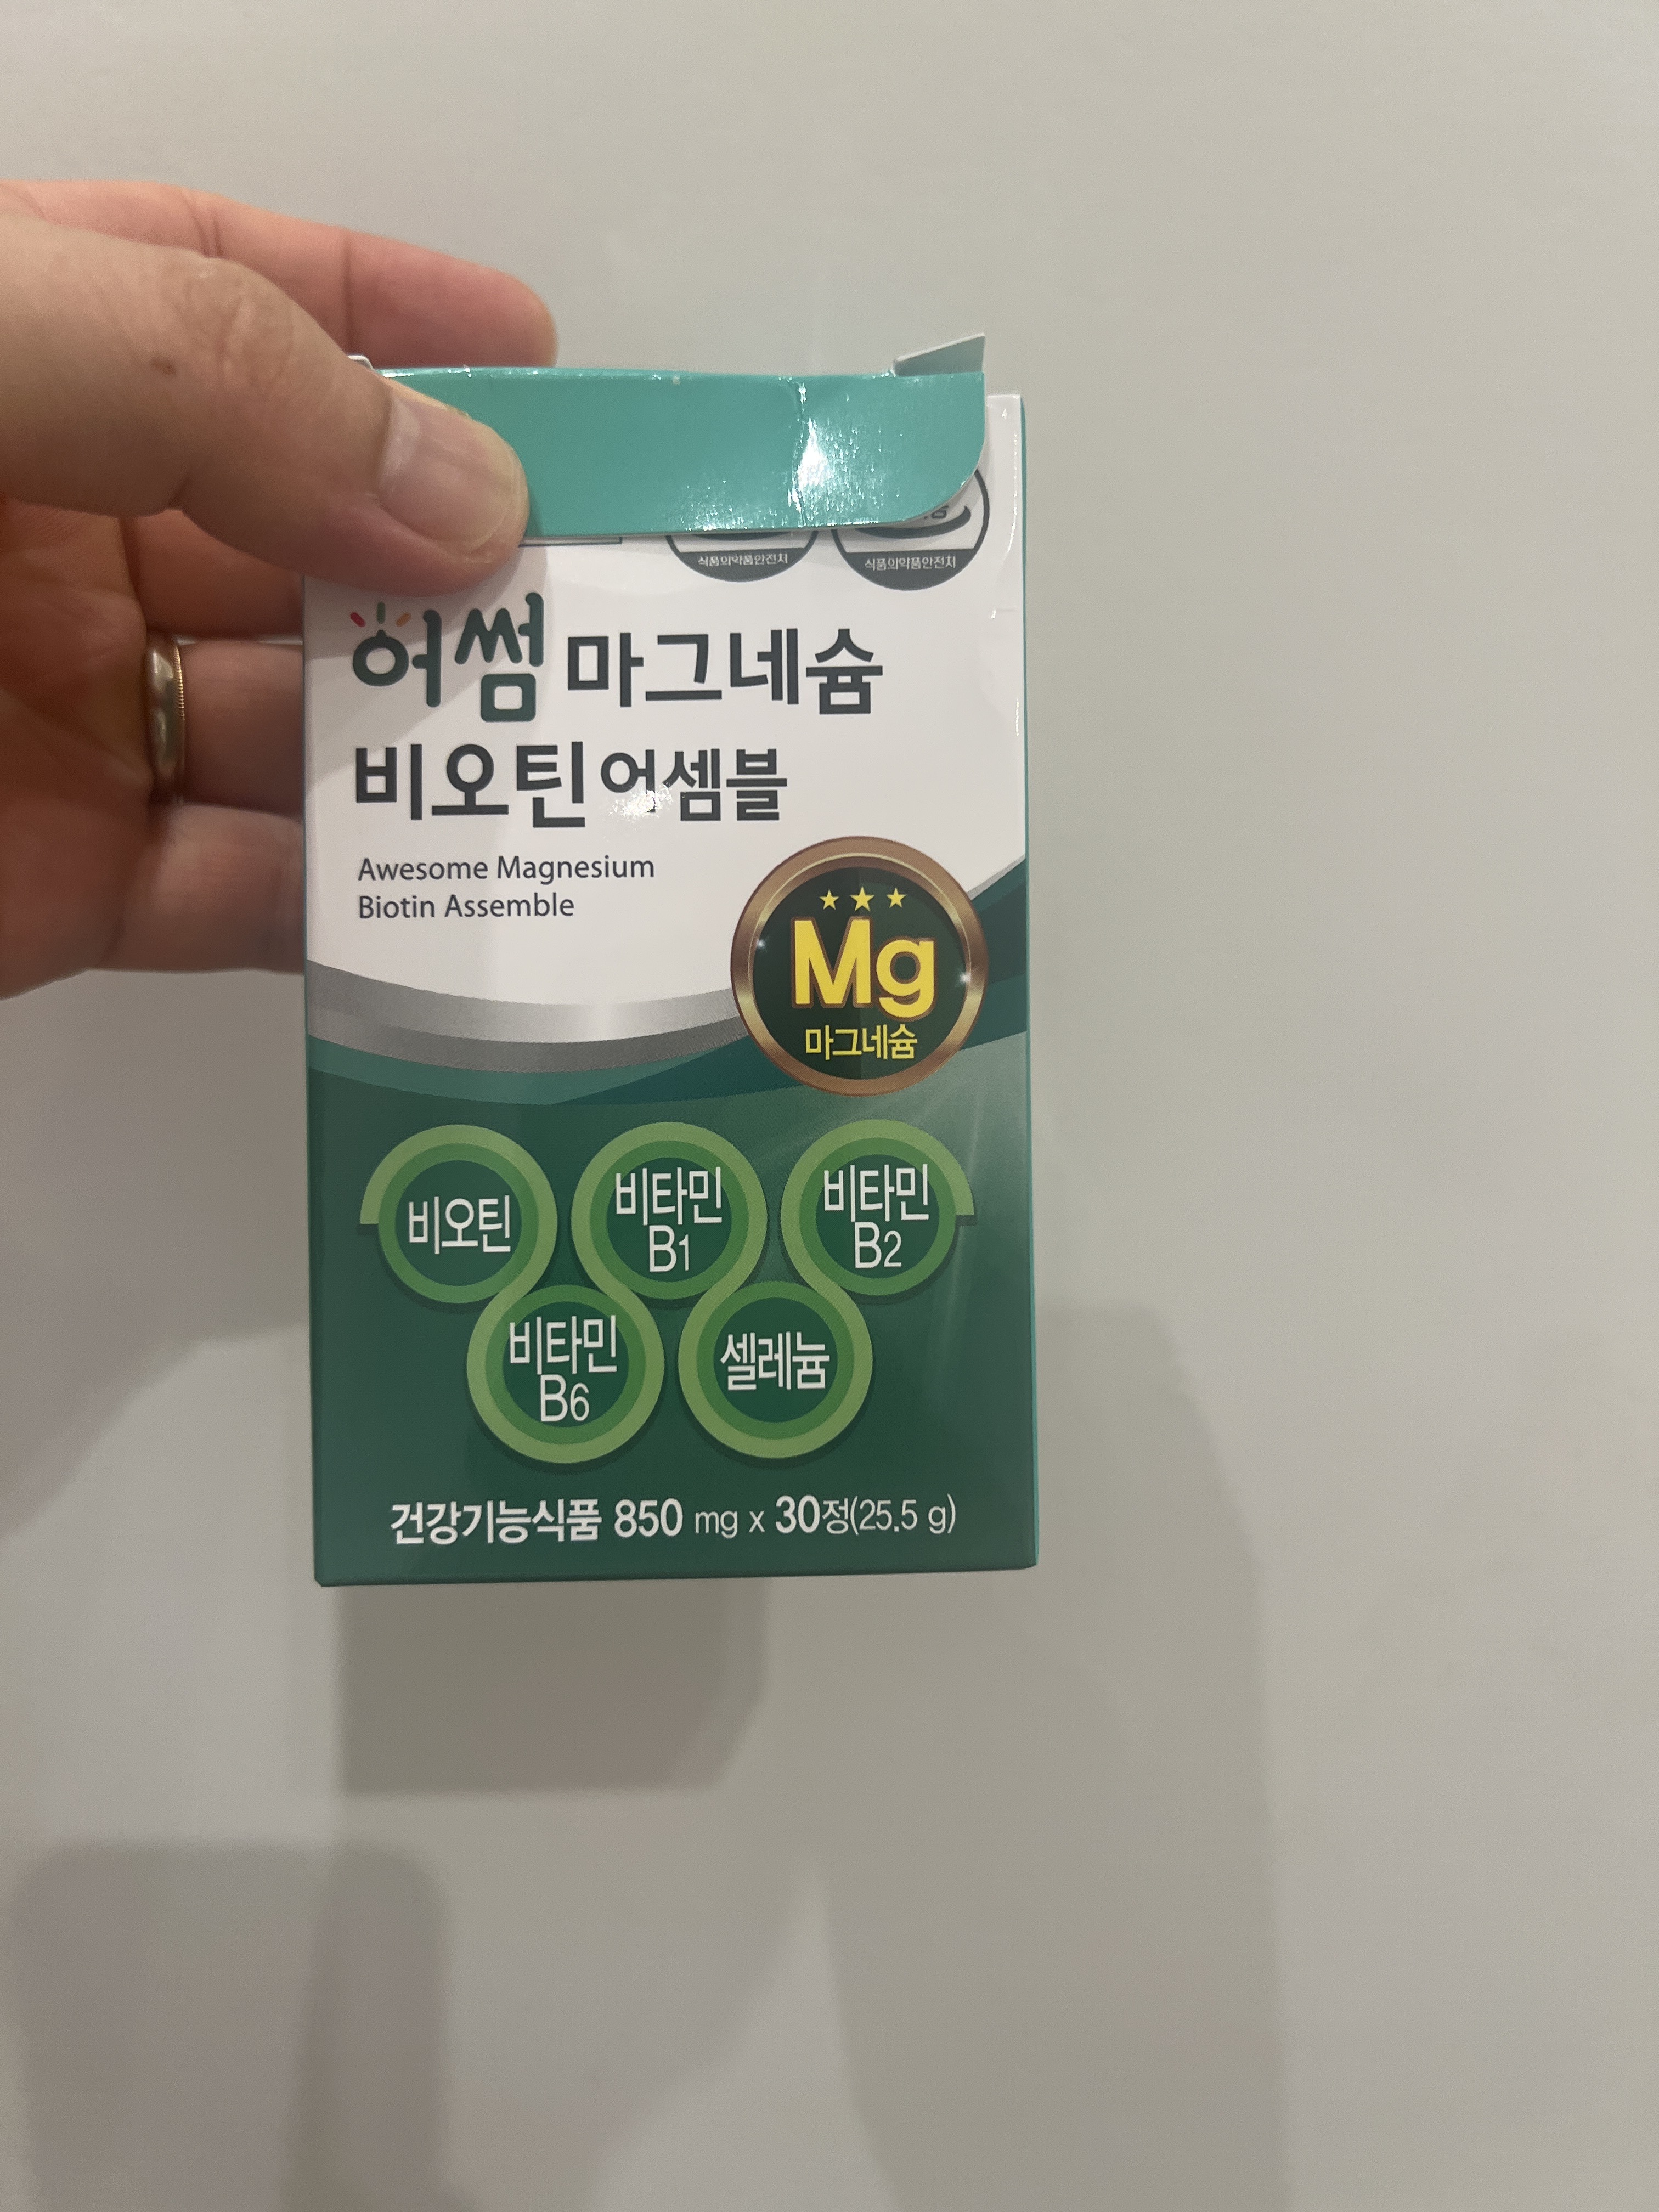 식품의약품안전처
식품의약품안전처
어썸 마그네슘
비오틴 어셈블
Awesome Magnesium
Biotin Assemble
Mg
마그네슘
비오틴
비타민
B1
비타민
B2
비타민
B6
셀레늄
건강기능식품 850 mg x 30정(25.5 g)